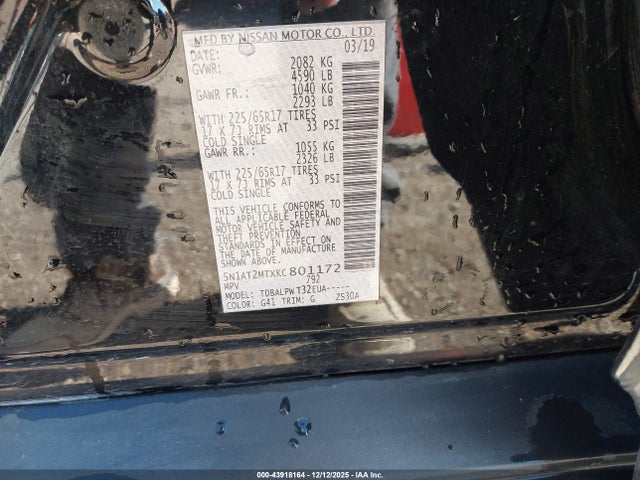 MFD BY NISSAN MOTOR CO., LTD.
DATE: 03/19
GVWR: 2082 KG
4590 LB
GAWR FR.: 1040 KG
2293 LB
WITH 225/65R17 TIRES
17 X 7J RIMS AT 33 PSI
COLD SINGLE
GAWR RR.: 1055 KG
2326 LB
WITH 225/65R17 TIRES
17 X 7J RIMS AT 33 PSI
COLD SINGLE
THIS VEHICLE CONFORMS TO
ALL APPLICABLE FEDERAL
MOTOR VEHICLE SAFETY AND
THEFT PREVENTION
STANDARDS IN EFFECT ON
THE DATE OF MANUFACTURE
SHOWN ABOVE.
5N1AT2MTXKC801172
MPV 792
MODEL: TDBALPWT32EUA-----
COLOR: G41 TRIM: G ZS30A
000-43918164 - 12/12/2025 - IAA Inc.